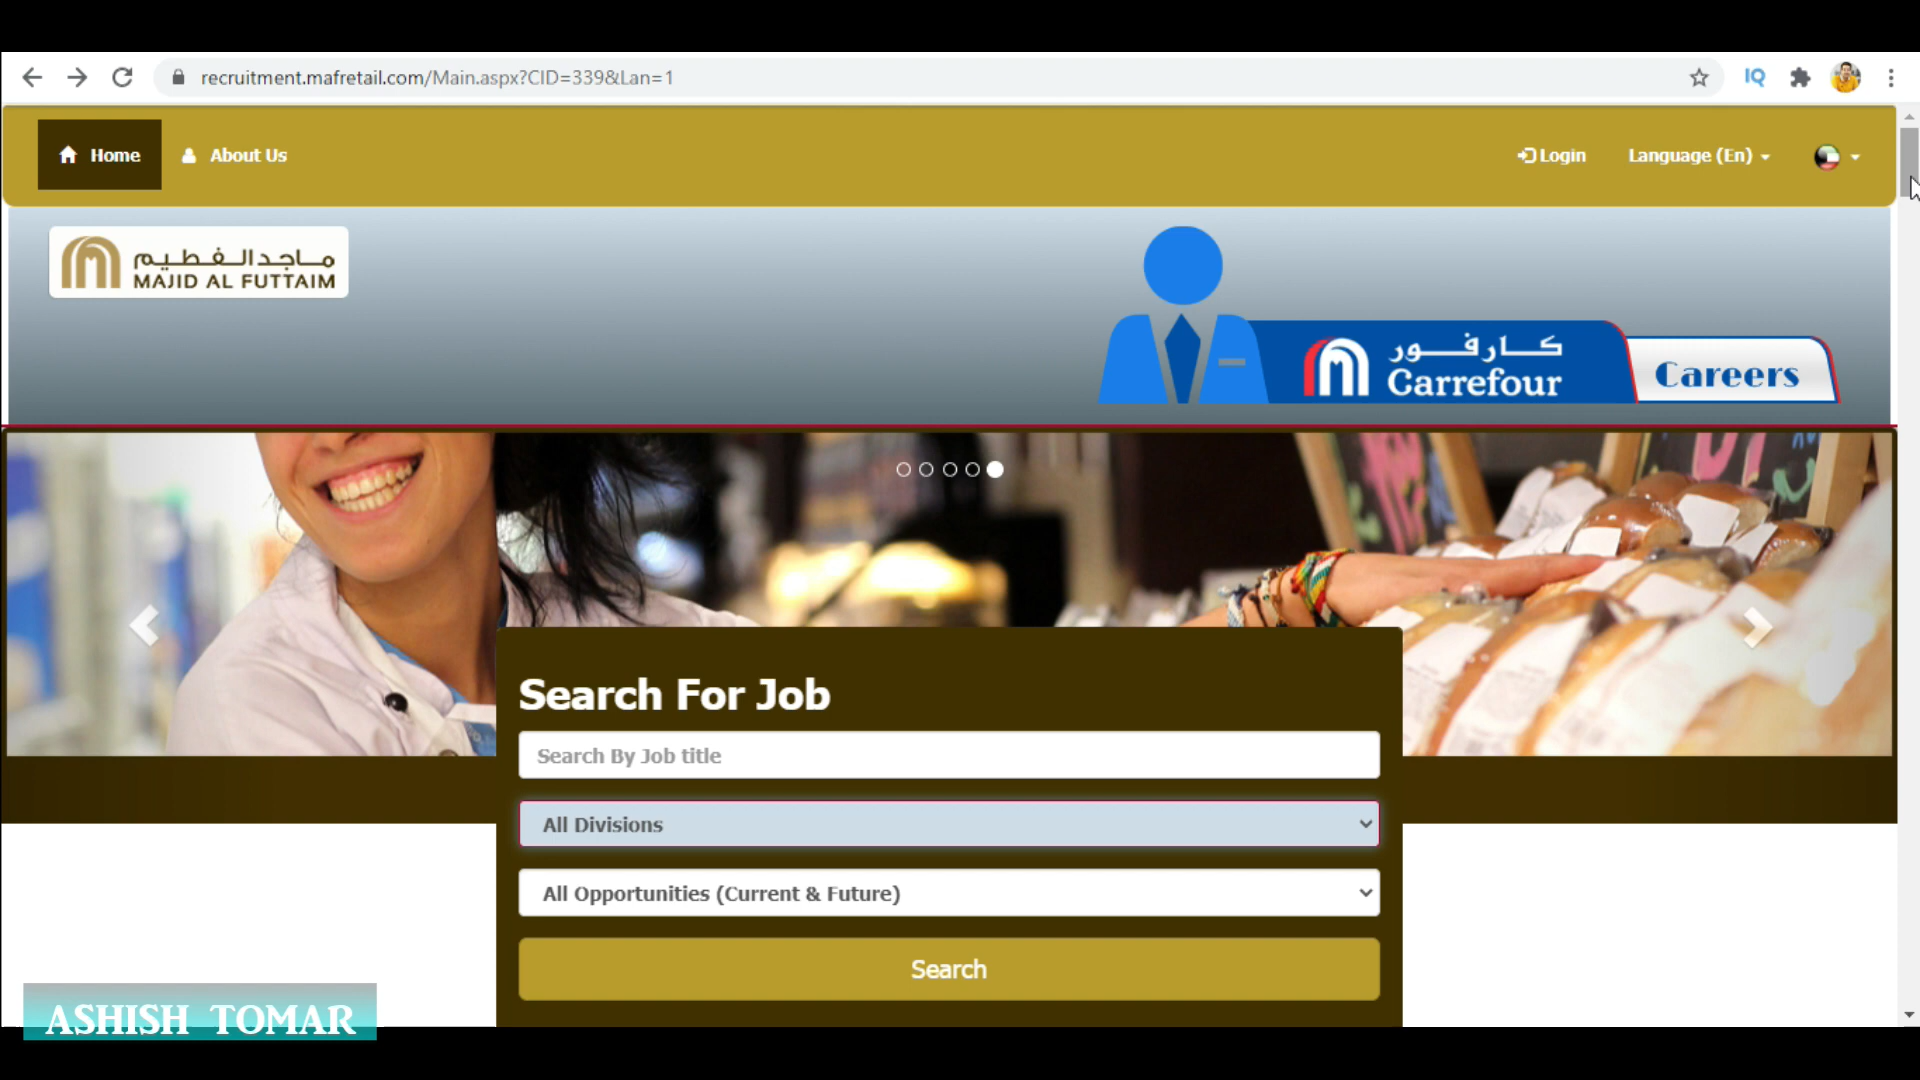 recruitment.mafretail.com/Main.aspx?CID=339&Lan=1
IQ
Home
About Us
Login
Language (En)
ماجد الفطيم
MAJID AL FUTTAIM
كارفور
Carrefour
Careers
Search For Job
Search By Job title
All Divisions
All Opportunities (Current & Future)
Search
ASHISH TOMAR